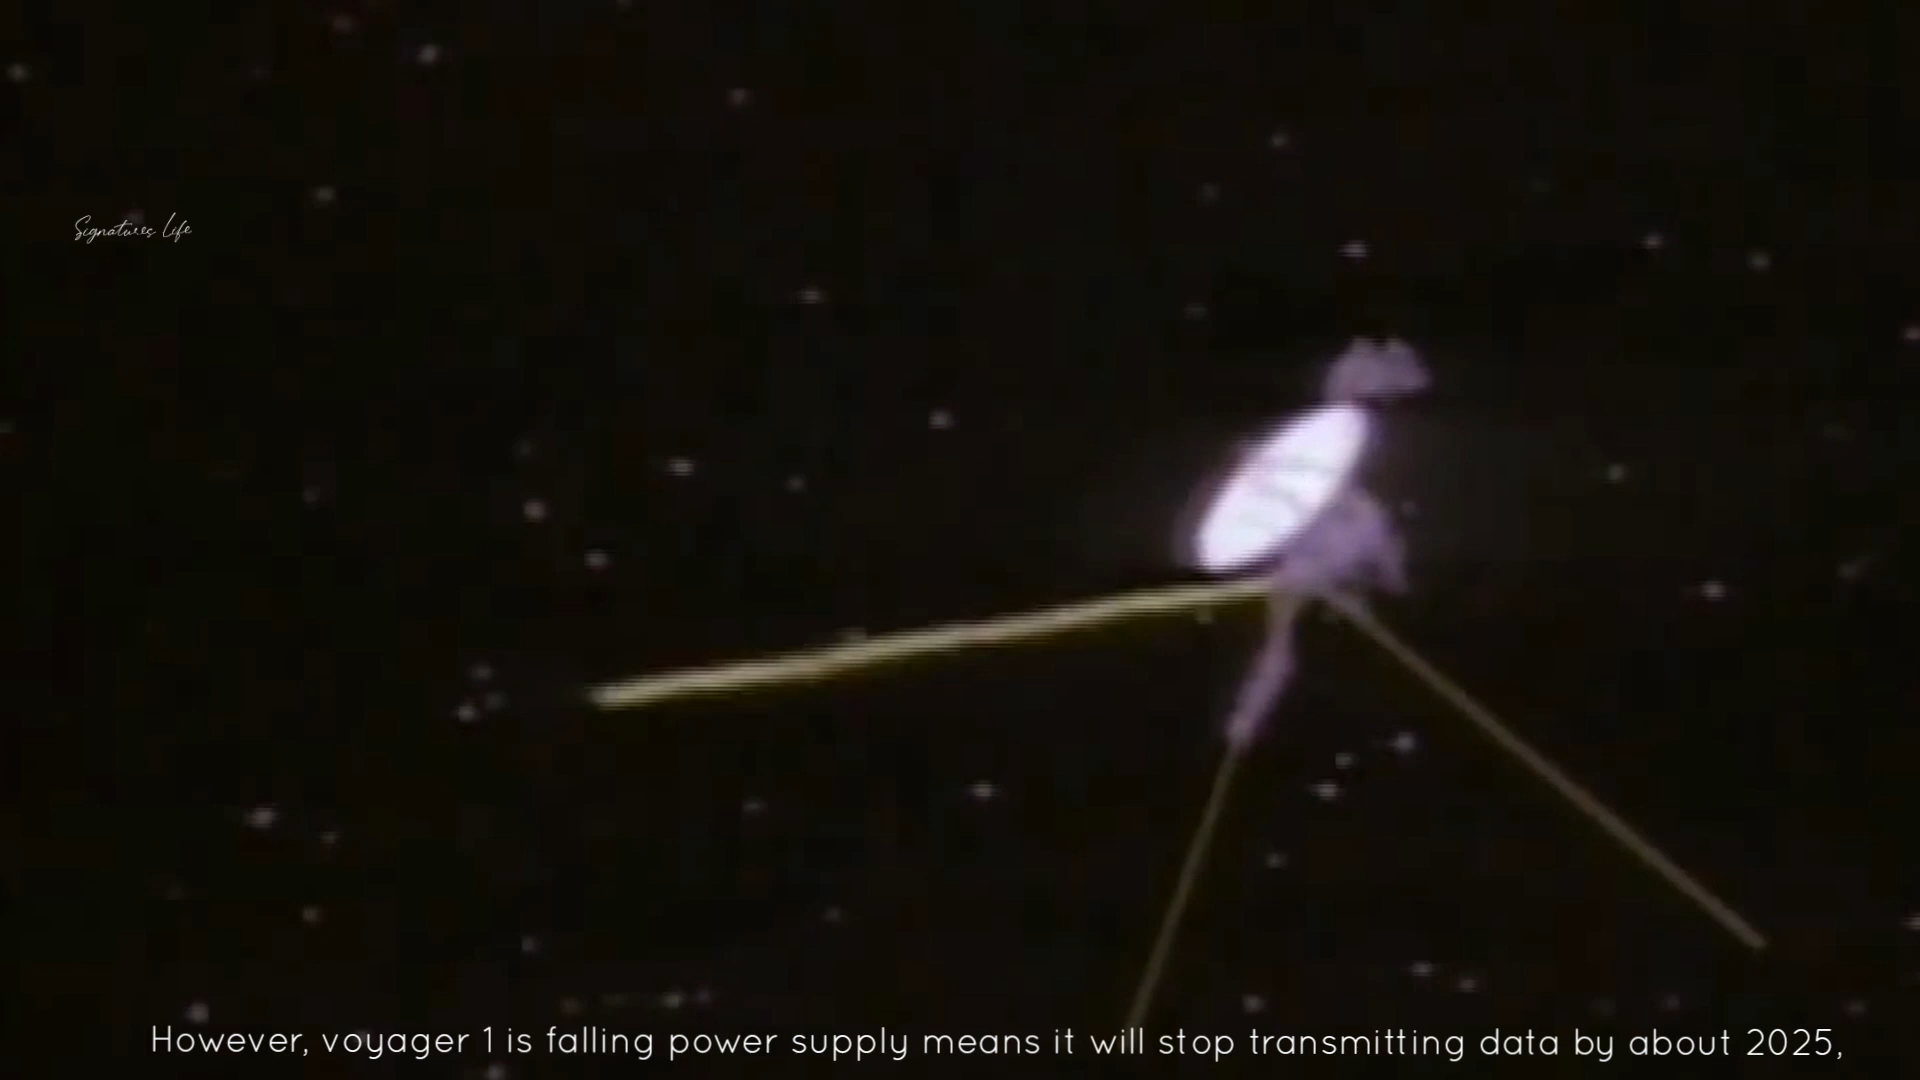 Signatures Life
However, voyager 1 is falling power supply means it will stop transmitting data by about 2025,